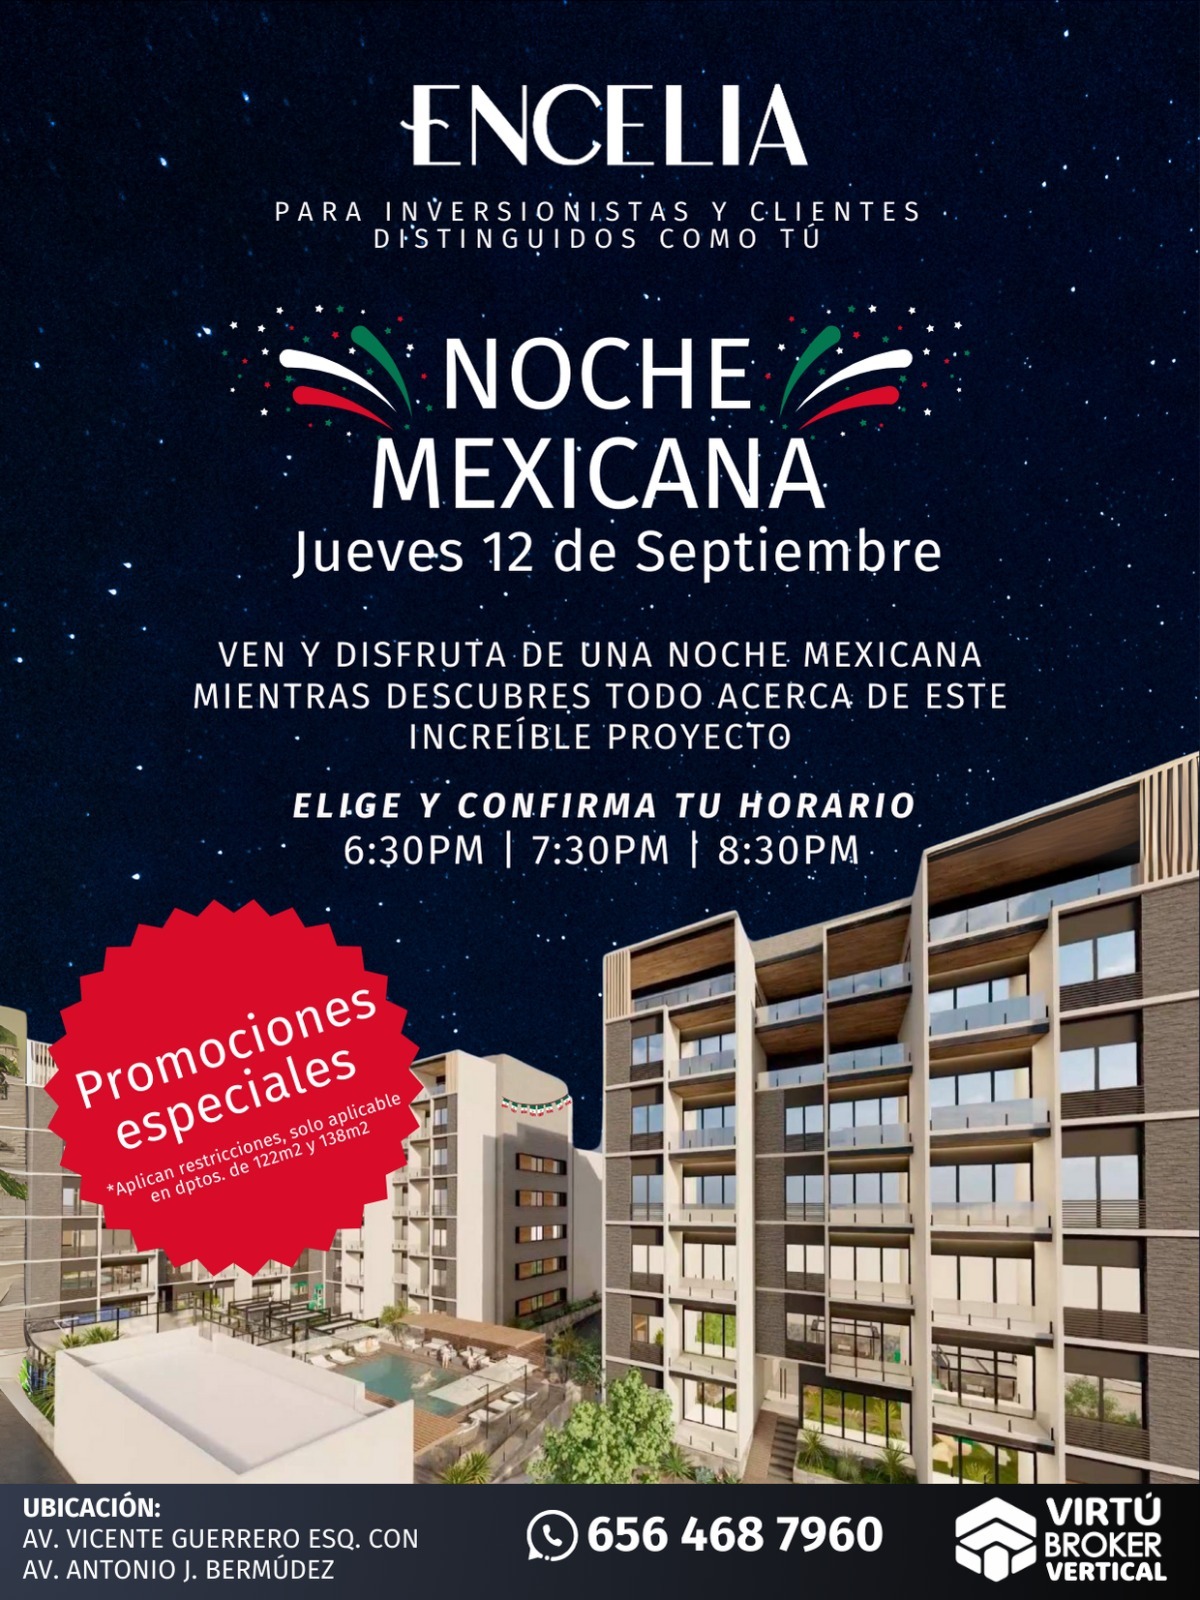 ENCELIA
PARA INVERSIONISTAS Y CLIENTES
DISTINGUIDOS COMO TÚ
NOCHE
MEXICANA
Jueves 12 de Septiembre
VEN Y DISFRUTA DE UNA NOCHE MEXICANA
MIENTRAS DESCUBRES TODO ACERCA DE ESTE
INCREÍBLE PROYECTO
ELIGE Y CONFIRMA TU HORARIO
6:30PM | 7:30PM | 8:30PM
Promociones
especiales
*Aplican restricciones, solo aplicable
en dptos. de 122m2 y 138m2
UBICACIÓN:
AV. VICENTE GUERRERO ESQ. CON
AV. ANTONIO J. BERMÚDEZ
656 468 7960
VIRTÚ
BROKER
VERTICAL